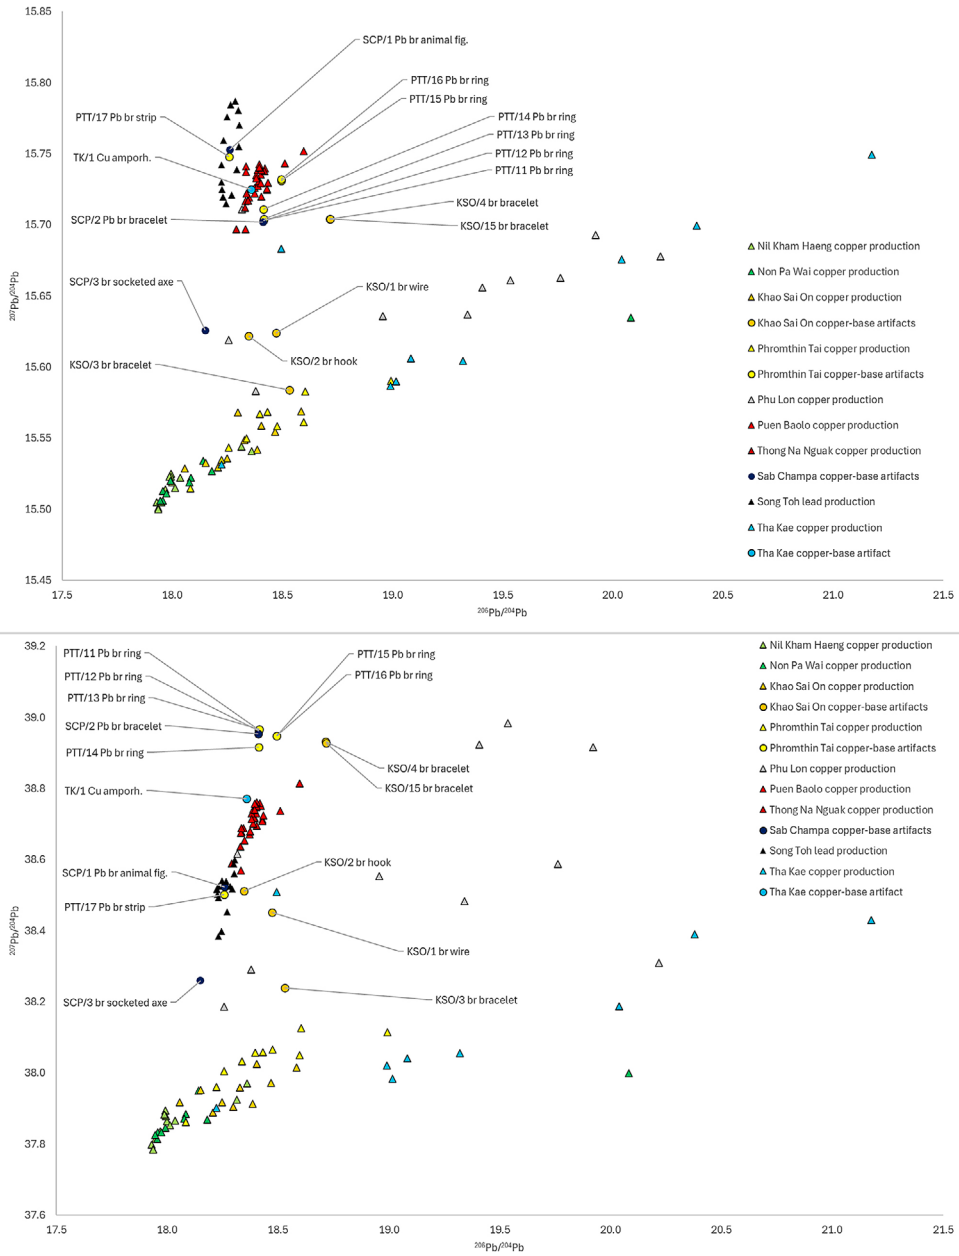 15.85
15.80
15.75
15.70
15.65
15.60
15.55
15.50
15.45
207Pb/204Pb
SCP/1 Pb br animal fig.
PTT/16 Pb br ring
PTT/15 Pb br ring
PTT/17 Pb br strip
PTT/14 Pb br ring
PTT/13 Pb br ring
TK/1 Cu amporh.
PTT/12 Pb br ring
PTT/11 Pb br ring
KSO/4 br bracelet
SCP/2 Pb br bracelet
KSO/15 br bracelet
SCP/3 br socketed axe
KSO/1 br wire
KSO/2 br hook
KSO/3 br bracelet
Nil Kham Haeng copper production
Non Pa Wai copper production
Khao Sai On copper production
Khao Sai On copper-base artifacts
Phromthin Tai copper production
Phromthin Tai copper-base artifacts
Phu Lon copper production
Puen Baolo copper production
Thong Na Nguak copper production
Sab Champa copper-base artifacts
Song Toh lead production
Tha Kae copper production
Tha Kae copper-base artifact
17.5 18.0 18.5 19.0 19.5 20.0 20.5 21.0 21.5
206Pb/204Pb
39.2
39.0
38.8
38.6
38.4
38.2
38.0
37.8
37.6
207Pb/204Pb
PTT/11 Pb br ring
PTT/15 Pb br ring
PTT/12 Pb br ring
PTT/16 Pb br ring
PTT/13 Pb br ring
SCP/2 Pb br bracelet
PTT/14 Pb br ring
KSO/4 br bracelet
TK/1 Cu amporh.
KSO/15 br bracelet
KSO/2 br hook
SCP/1 Pb br animal fig.
PTT/17 Pb br strip
KSO/1 br wire
SCP/3 br socketed axe
KSO/3 br bracelet
Nil Kham Haeng copper production
Non Pa Wai copper production
Khao Sai On copper production
Khao Sai On copper-base artifacts
Phromthin Tai copper production
Phromthin Tai copper-base artifacts
Phu Lon copper production
Puen Baolo copper production
Thong Na Nguak copper production
Sab Champa copper-base artifacts
Song Toh lead production
Tha Kae copper production
Tha Kae copper-base artifact
17.5 18.0 18.5 19.0 19.5 20.0 20.5 21.0 21.5
206Pb/204Pb